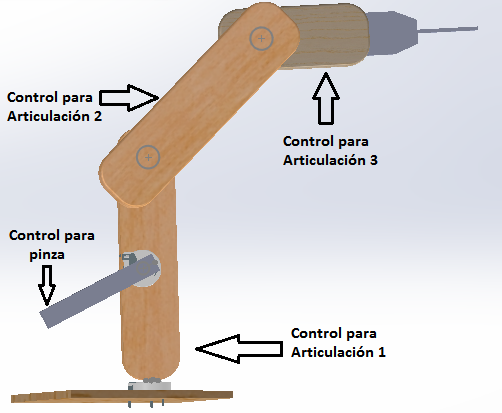 Control para
Articulación 2
Control para
Articulación 3
Control para
pinza
Control para
Articulación 1